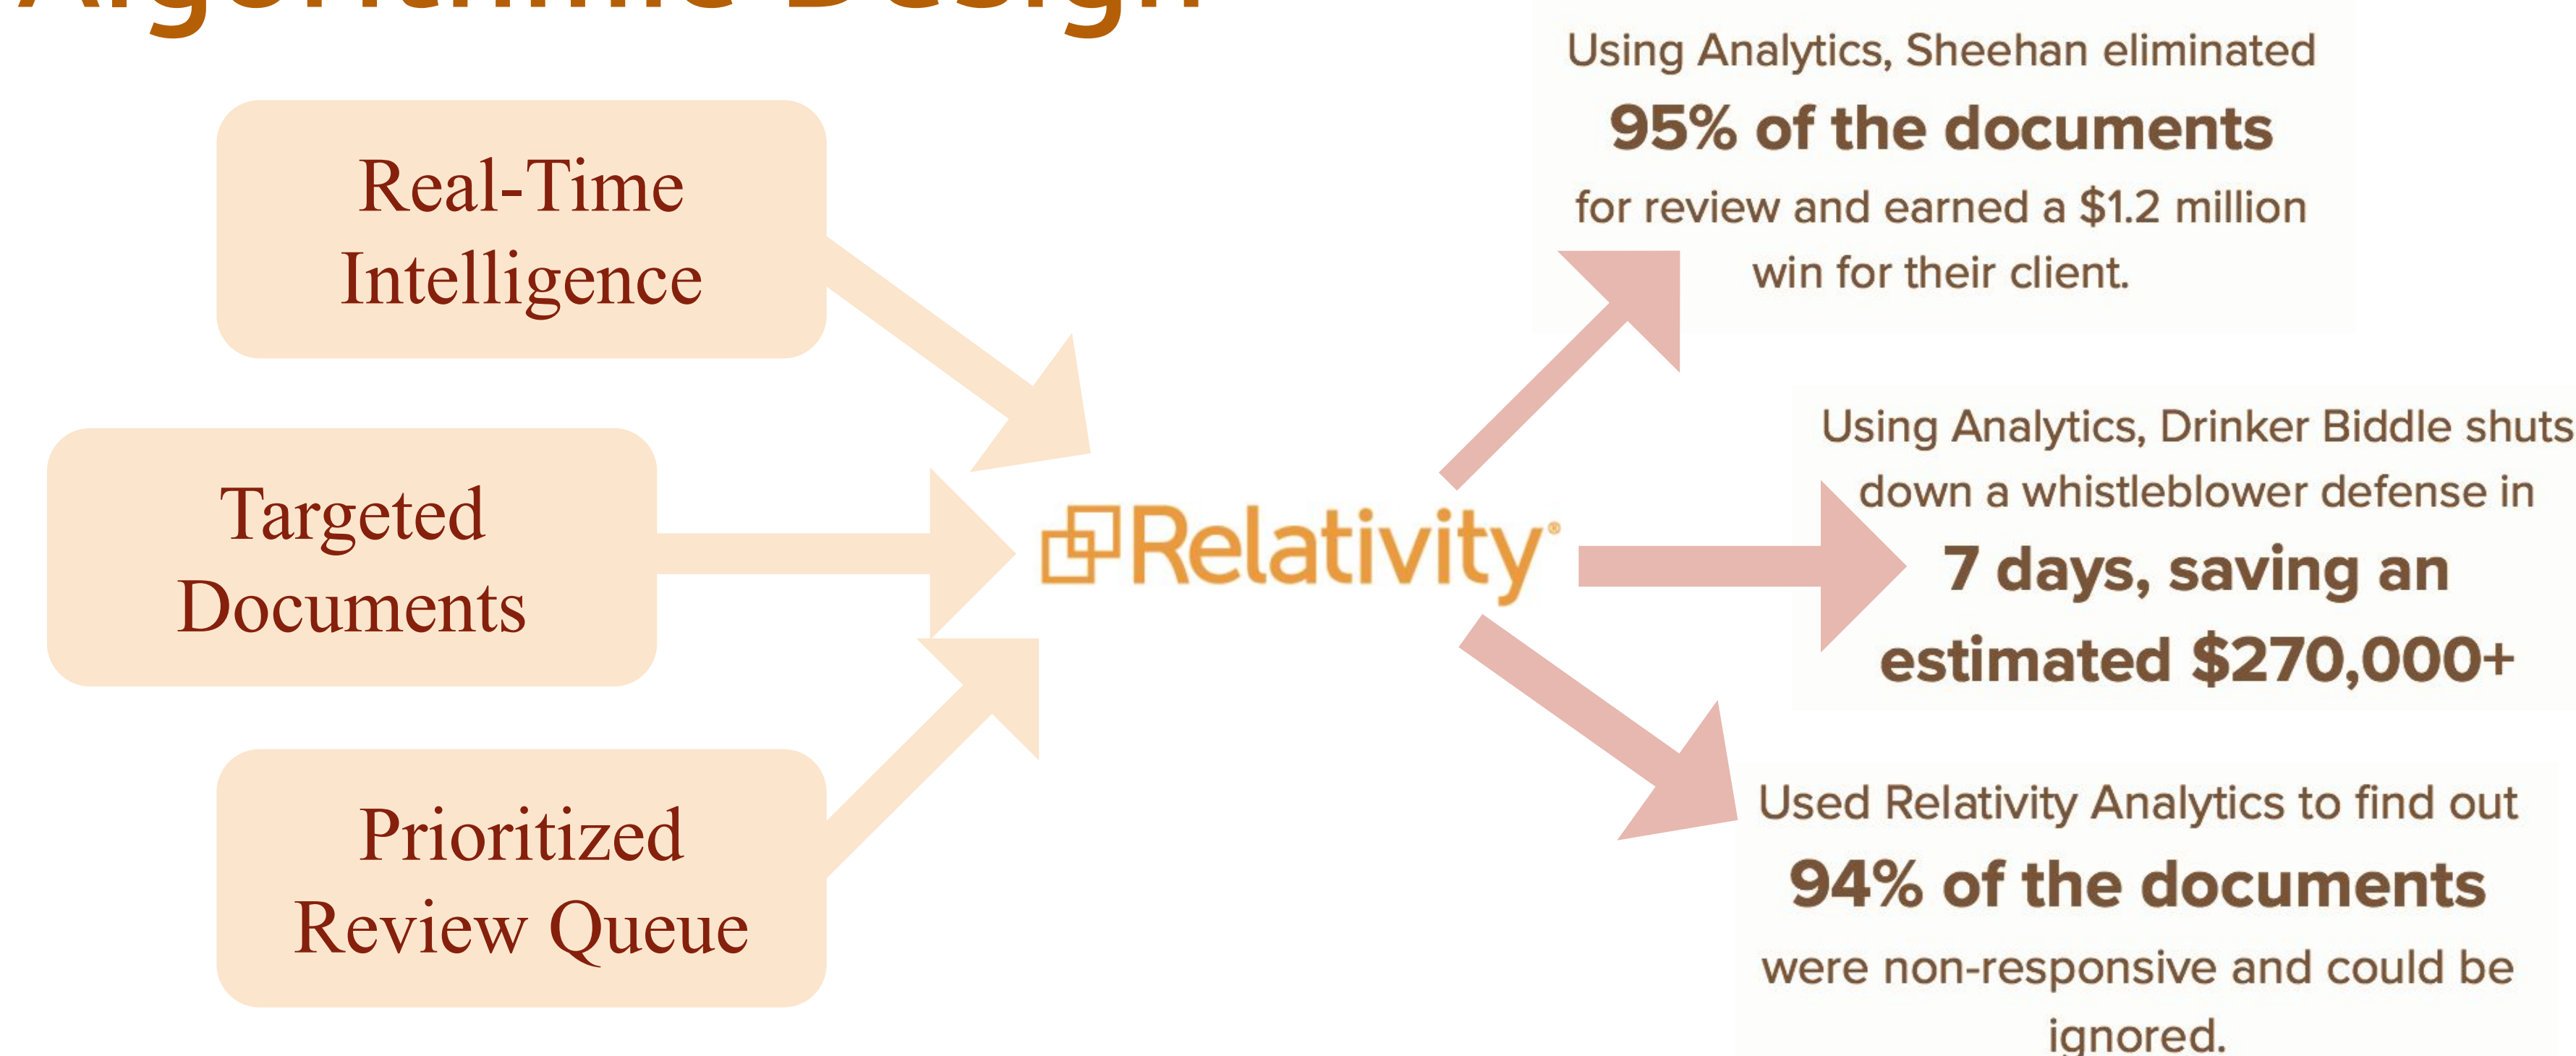 Algorithmic Design
Real-Time
Intelligence
Targeted
Documents
Prioritized
Review Queue
Relativity®
Using Analytics, Sheehan eliminated
95% of the documents
for review and earned a $1.2 million
win for their client.
Using Analytics, Drinker Biddle shuts
down a whistleblower defense in
7 days, saving an
estimated $270,000+
Used Relativity Analytics to find out
94% of the documents
were non-responsive and could be
ignored.